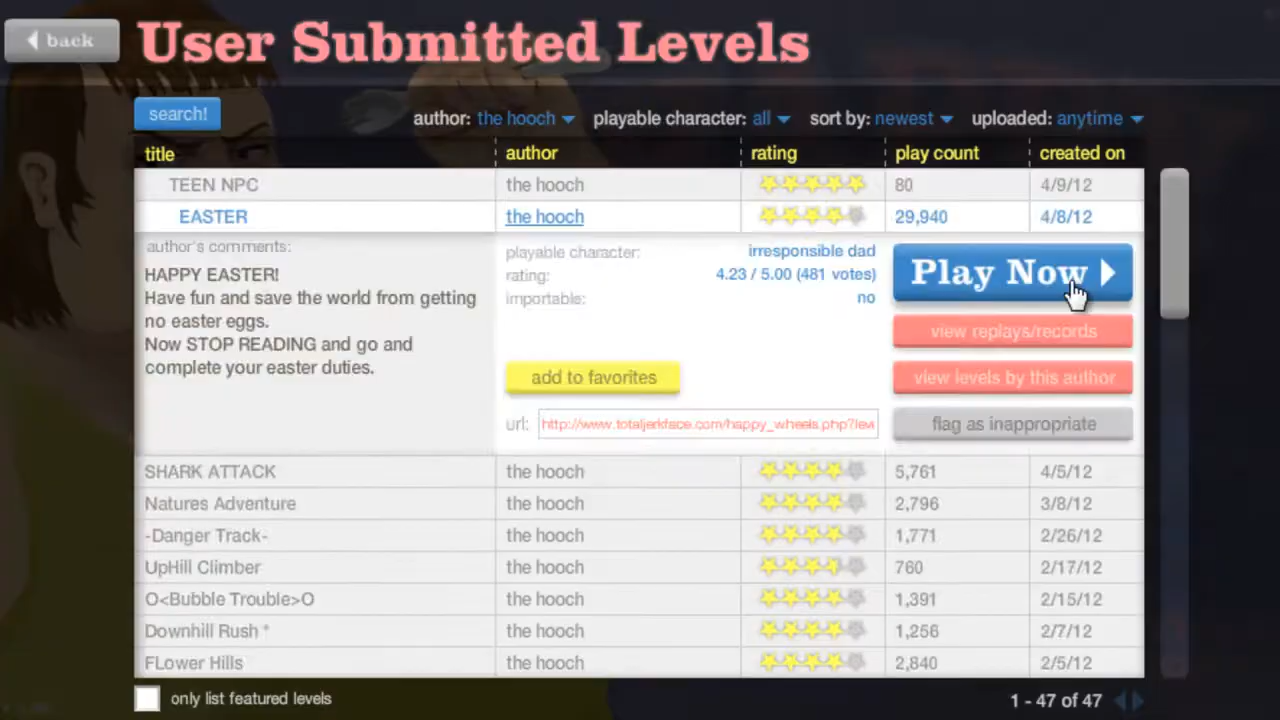 back
User Submitted Levels
search!
author: the hooch playable character: all sort by: newest uploaded: anytime
title author rating play count created on
TEEN NPC the hooch 80 4/9/12
EASTER the hooch 29,940 4/8/12
author's comments:
HAPPY EASTER!
Have fun and save the world from getting
no easter eggs.
Now STOP READING and go and
complete your easter duties.
playable character: irresponsible dad
rating: 4.23 / 5.00 (481 votes)
importable: no
add to favorites
url: http://www.totaljerkface.com/happy_wheels.php?lev
Play Now
view replays/records
view levels by this author
flag as inappropriate
SHARK ATTACK the hooch 5,761 4/5/12
Natures Adventure the hooch 2,796 3/8/12
-Danger Track- the hooch 1,771 2/26/12
UpHill Climber the hooch 760 2/17/12
O<Bubble Trouble>O the hooch 1,391 2/15/12
Downhill Rush * the hooch 1,256 2/7/12
FLower Hills the hooch 2,840 2/5/12
only list featured levels
1 - 47 of 47